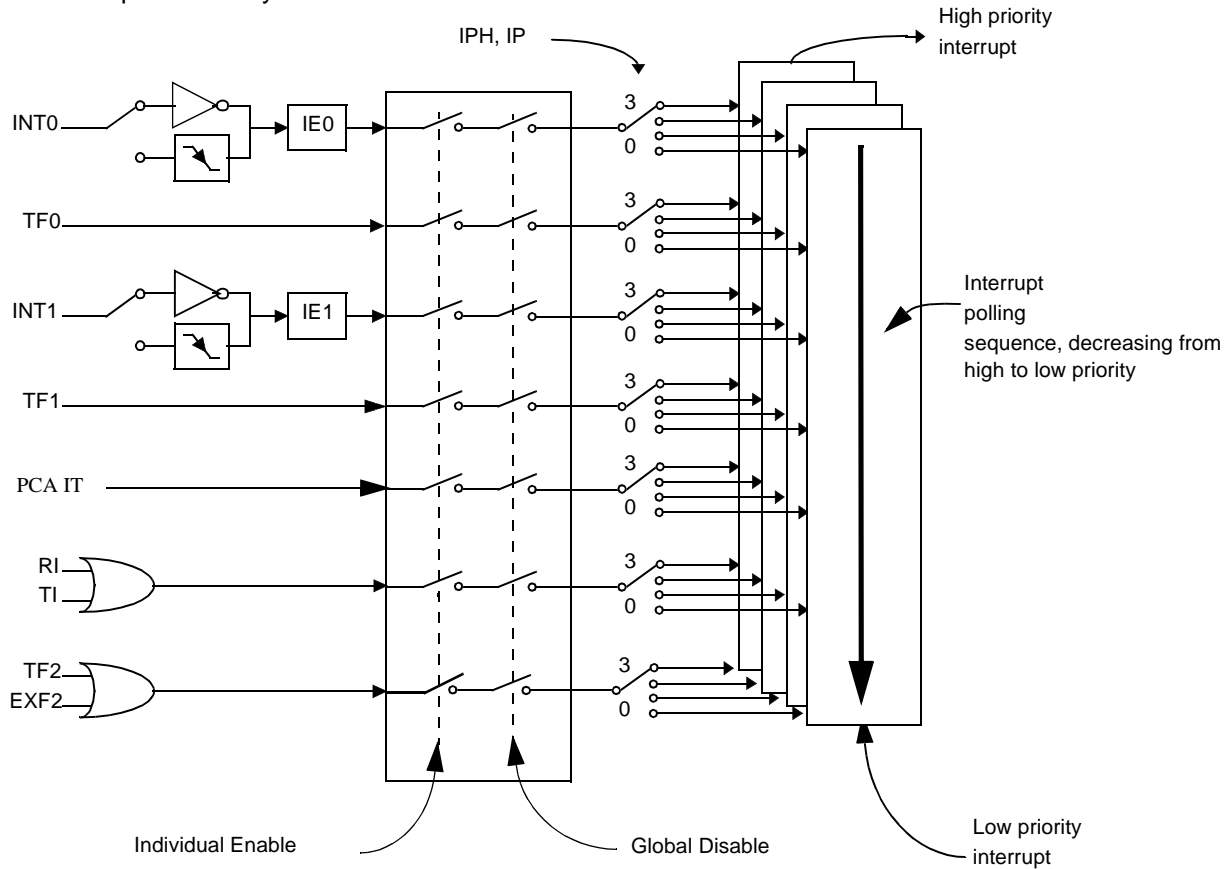 High priority
interrupt
IPH, IP
INT0
IE0
3
0
TF0
3
0
INT1
IE1
3
0
Interrupt
polling
sequence, decreasing from
high to low priority
TF1
3
0
PCA IT
3
0
RI
TI
3
0
TF2
EXF2
3
0
Individual Enable
Global Disable
Low priority
interrupt